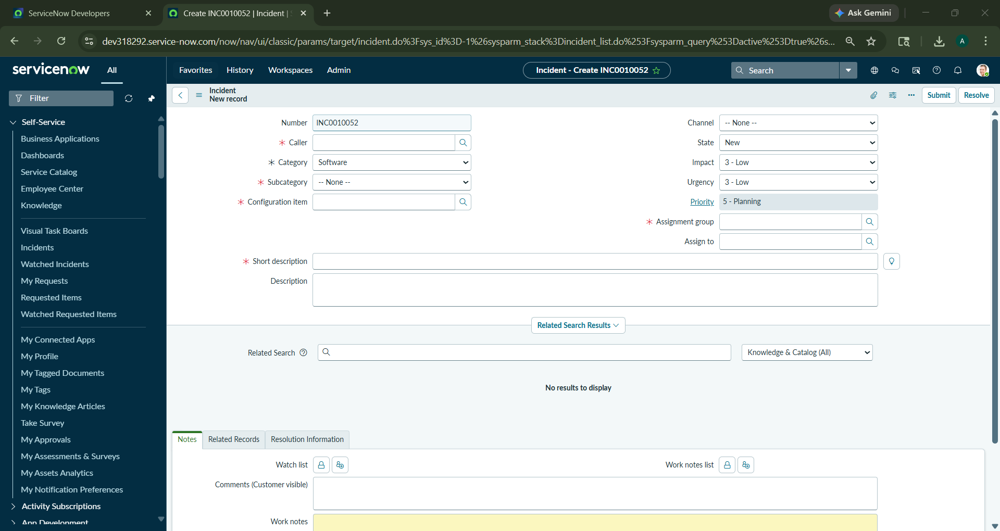 ServiceNow Developers
Create INC0010052 | Incident |
Ask Gemini
dev318292.service-now.com/now/nav/ui/classic/params/target/incident.do%3Fsys_id%3D-1%26sysparm_stack%3Dincident_list.do%253Fsysparm_query%253Dactive%253Dtrue%26s...
A
servicenow
All
Favorites
History
Workspaces
Admin
Incident - Create INC0010052
Search
Filter
Incident
New record
Submit
Resolve
Self-Service
Business Applications
Dashboards
Service Catalog
Employee Center
Knowledge
Visual Task Boards
Incidents
Watched Incidents
My Requests
Requested Items
Watched Requested Items
My Connected Apps
My Profile
My Tagged Documents
My Tags
My Knowledge Articles
Take Survey
My Approvals
My Assessments & Surveys
My Assets Analytics
My Notification Preferences
Activity Subscriptions
App Development
Number INC0010052
Caller
Category Software
Subcategory -- None --
Configuration item
Channel -- None --
State New
Impact 3 - Low
Urgency 3 - Low
Priority 5 - Planning
Assignment group
Assign to
Short description
Description
Related Search Results
Related Search
Knowledge & Catalog (All)
No results to display
Notes
Related Records
Resolution Information
Watch list
Work notes list
Comments (Customer visible)
Work notes